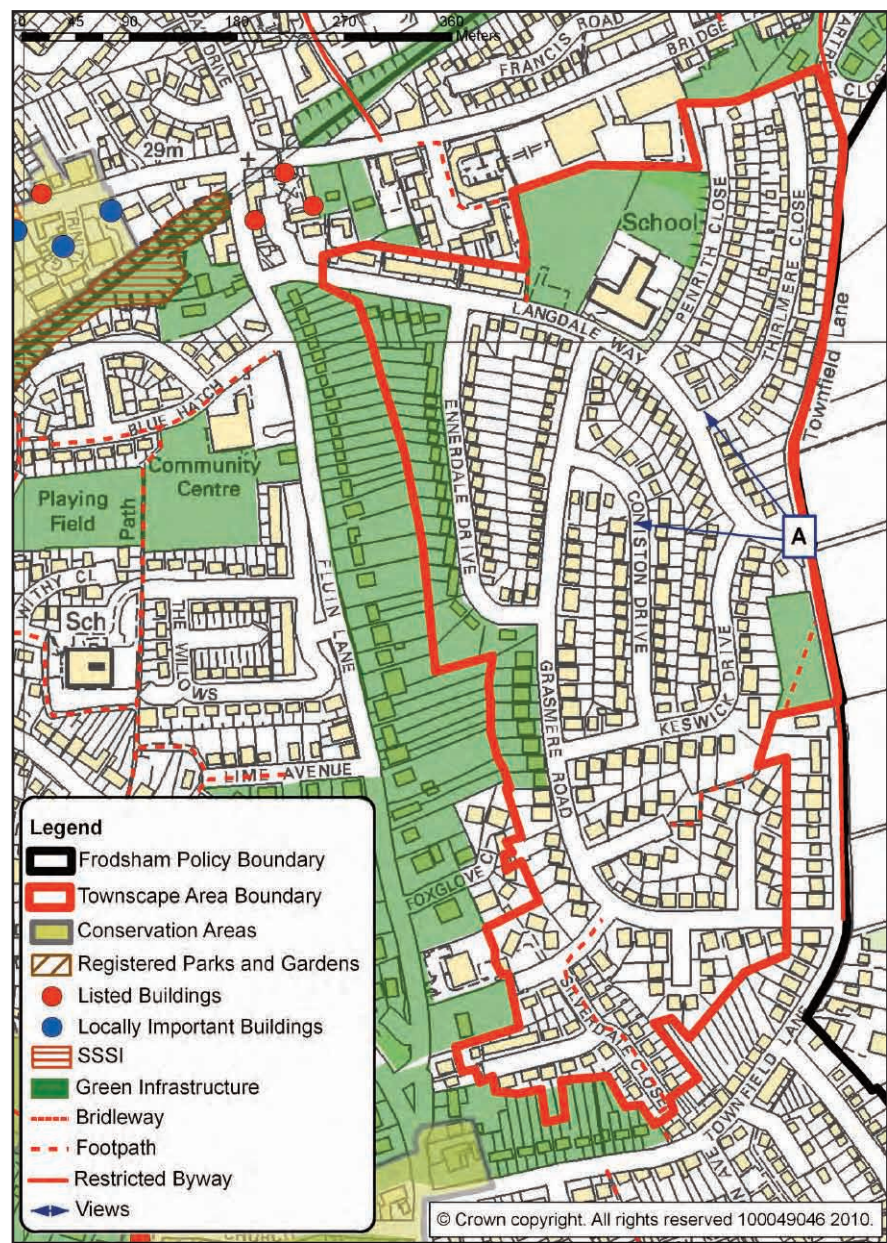 0 45 90 180 270 360
Meters
DRIVE
FRANCIS ROAD
BRIDGE
CLOSE
29m
School
PENRITH CLOSE
THIRLMERE CLOSE
Townfield Lane
LANGDALE WAY
BLUE HATCH
ENNERDALE DRIVE
Community
Centre
Playing
Field
Path
CONISTON DRIVE
A
WITHY CL
Sch
THE WILLOWS
FLUIN LANE
KESWICK DRIVE
GRASMERE ROAD
LIME AVENUE
FOXGLOVE CL
SILVERDALE CLOSE
TOWNFIELD LANE
AVE
Legend
Frodsham Policy Boundary
Townscape Area Boundary
Conservation Areas
Registered Parks and Gardens
Listed Buildings
Locally Important Buildings
SSSI
Green Infrastructure
Bridleway
Footpath
Restricted Byway
Views
CHURCH
© Crown copyright. All rights reserved 100049046 2010.